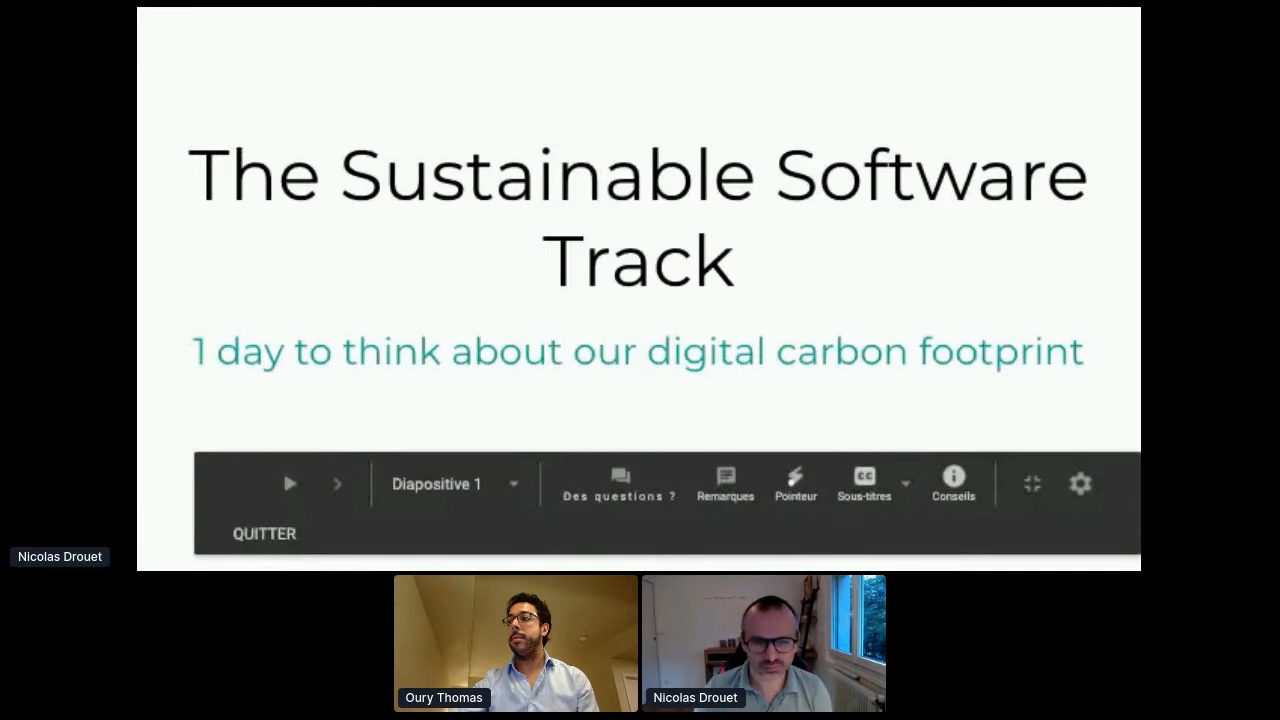 The Sustainable Software
Track
1 day to think about our digital carbon footprint
Diapositive 1
Des questions ?
Remarques
Pointeur
CC
Sous-titres
Conseils
QUITTER
Nicolas Drouet
Oury Thomas
Nicolas Drouet